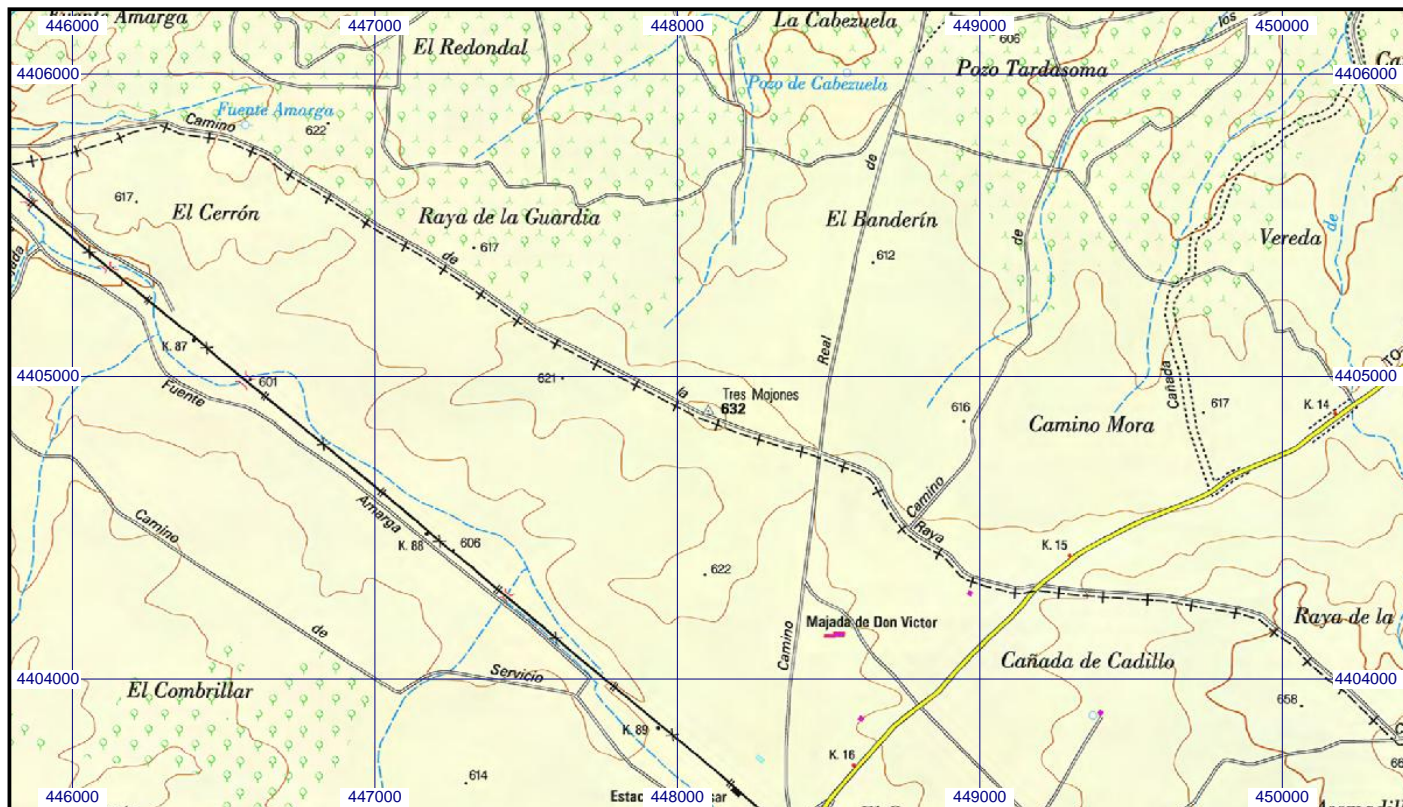 Fuente Amarga
446000
447000
448000
449000
450000
La Cabezuela
los
El Redondal
606
Pozo Tardasoma
4406000
4406000
Pozo de Cabezuela
Fuente Amarga
Camino
622
de
617
El Cerrón
Raya de la Guardia
El Banderín
de
de
Vereda
617
de
612
K. 87
Real
4405000
4405000
TO-
601
621
la
Tres Mojones
632
Cañada
Fuente
616
617
K. 14
Camino Mora
Camino
Amarga
Camino
Raya
K. 88
606
K. 15
622
Majada de Don Victor
Raya de la
de
Camino
Cañada de Cadillo
Servicio
4404000
4404000
El Combrillar
658
K. 89
K. 16
614
446000
447000
448000
449000
450000